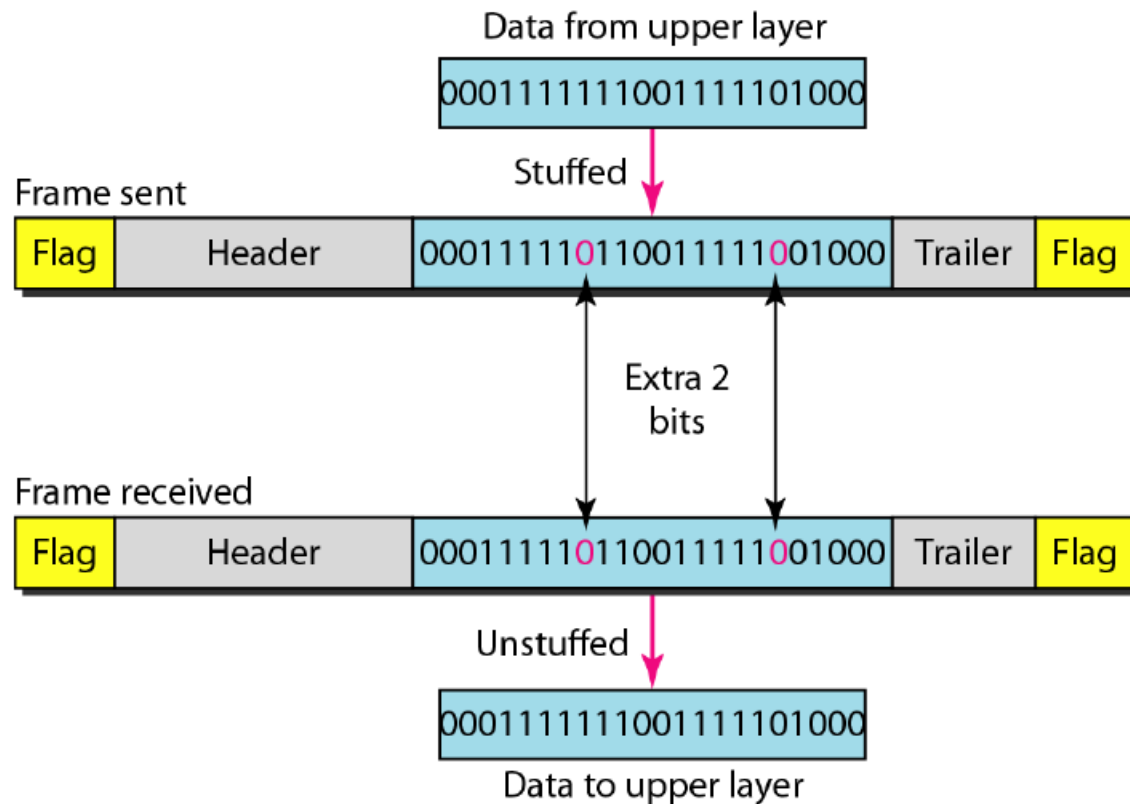 Data from upper layer
0001111111001111101000
Stuffed
Frame sent
Flag Header 000111110110011111001000 Trailer Flag
Extra 2
bits
Frame received
Flag Header 000111110110011111001000 Trailer Flag
Unstuffed
0001111111001111101000
Data to upper layer